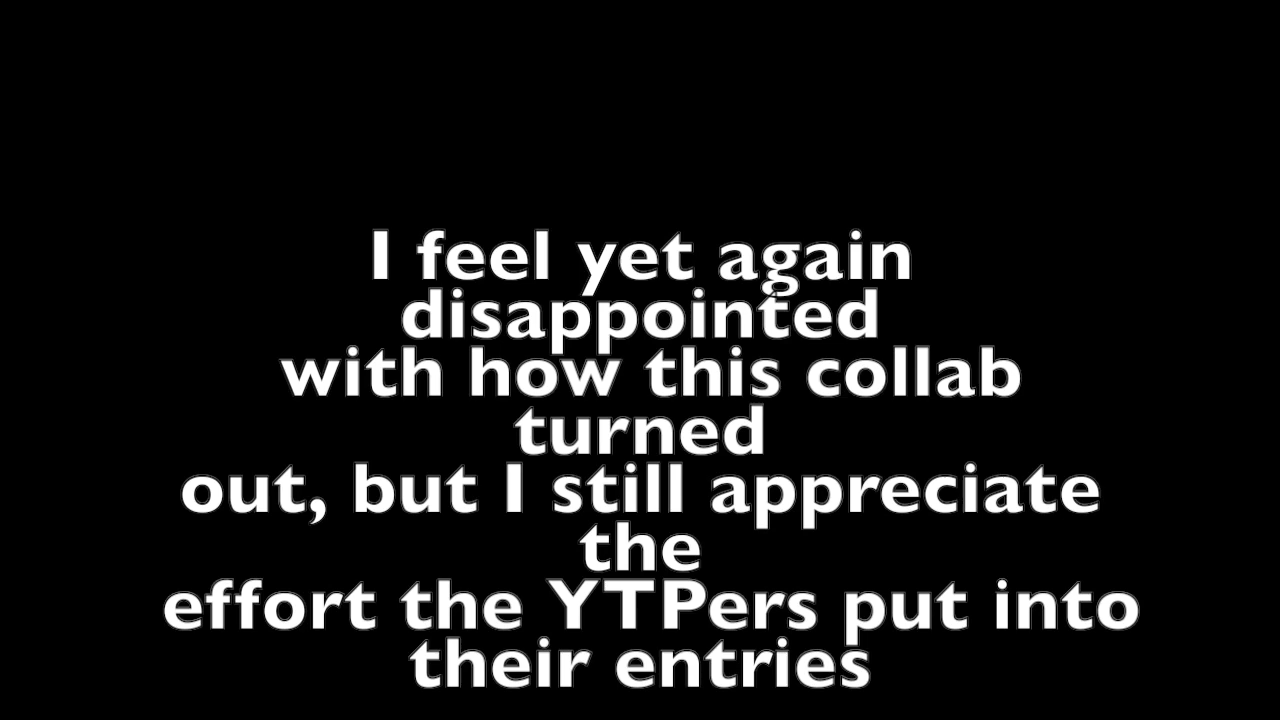 I feel yet again
disappointed
with how this collab
turned
out, but I still appreciate
the
effort the YTPers put into
their entries